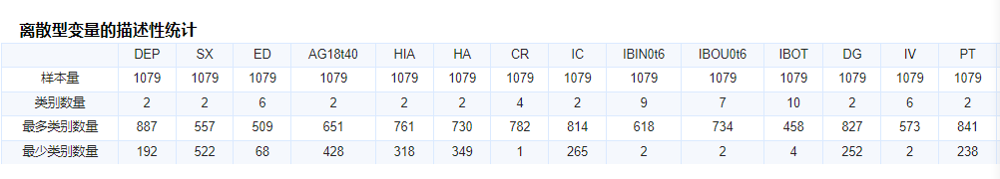 离散型变量的描述性统计
DEP SX ED AG18t40 HIA HA CR IC IBIN0t6 IBOU0t6 IBOT DG IV PT
样本量 1079 1079 1079 1079 1079 1079 1079 1079 1079 1079 1079 1079 1079 1079
类别数量 2 2 6 2 2 2 4 2 9 7 10 2 6 2
最多类别数量 887 557 509 651 761 730 782 814 618 734 458 827 573 841
最少类别数量 192 522 68 428 318 349 1 265 2 2 4 252 2 238